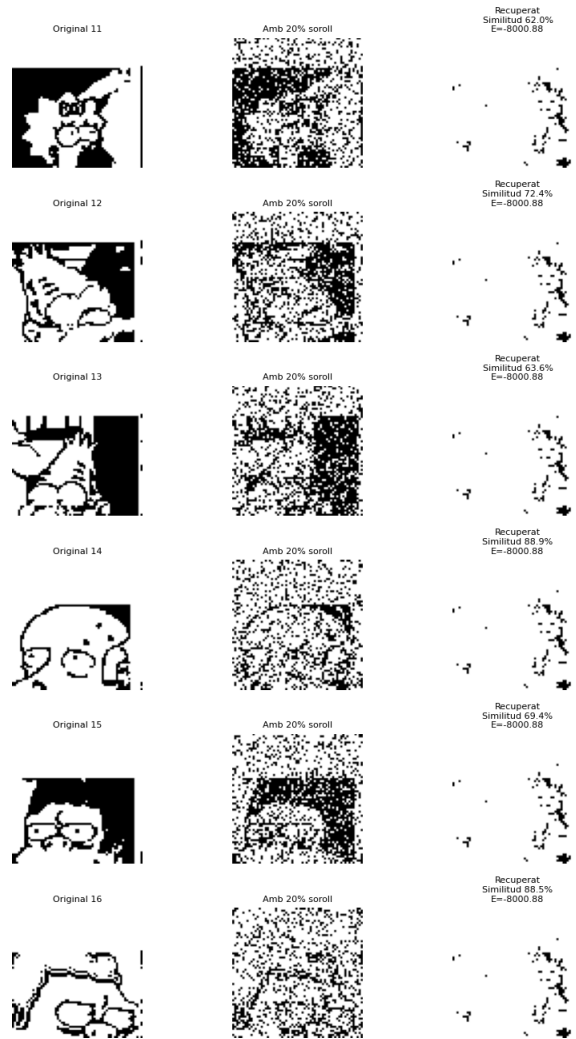 Original 11
Amb 20% soroll
Recuperat
Similitud 62.0%
E=-8000.88
Original 12
Amb 20% soroll
Recuperat
Similitud 72.4%
E=-8000.88
Original 13
Amb 20% soroll
Recuperat
Similitud 63.6%
E=-8000.88
Original 14
Amb 20% soroll
Recuperat
Similitud 88.9%
E=-8000.88
Original 15
Amb 20% soroll
Recuperat
Similitud 69.4%
E=-8000.88
Original 16
Amb 20% soroll
Recuperat
Similitud 88.5%
E=-8000.88